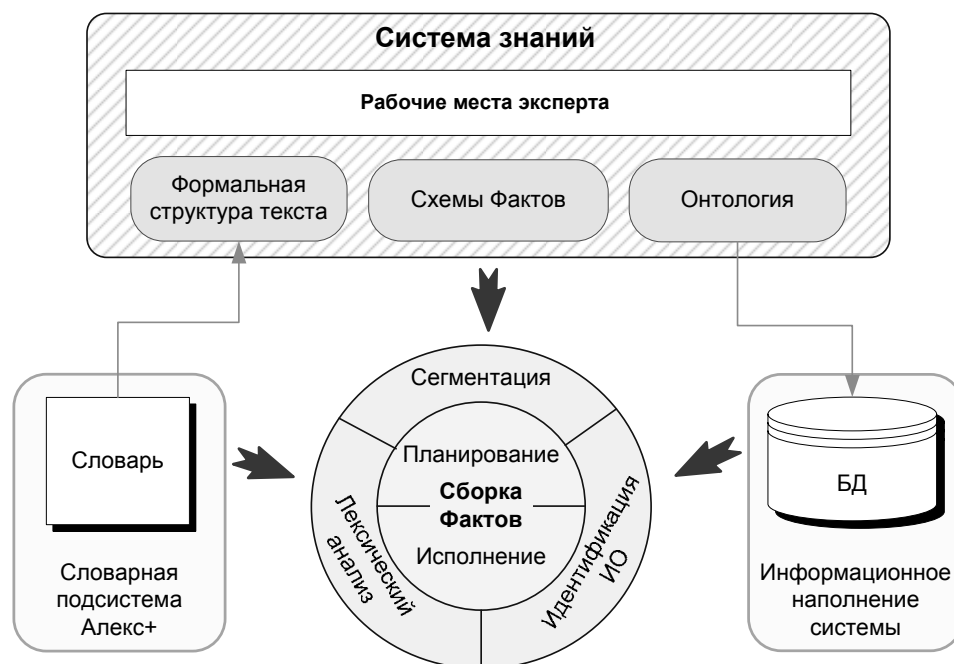 Система знаний
Рабочие места эксперта
Формальная
структура текста
Схемы Фактов
Онтология
Сегментация
Словарь
Планирование
Сборка
Фактов
Исполнение
Лексический
анализ
Идентификация
ИО
БД
Словарная
подсистема
Алекс+
Информационное
наполнение
системы